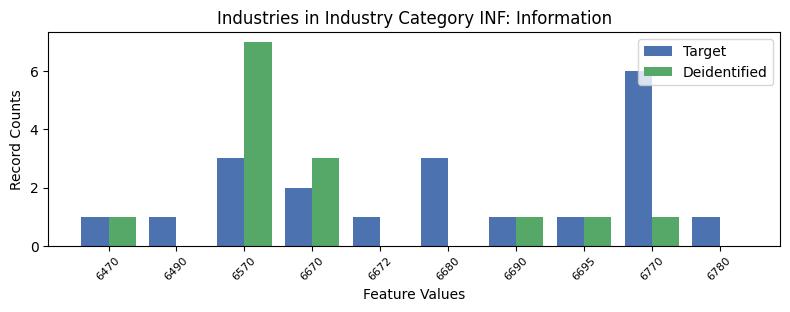 Industries in Industry Category INF: Information
Target
Deidentified
Record Counts
6
4
2
0
6470
6490
6570
6670
6672
6680
6690
6695
6770
6780
Feature Values